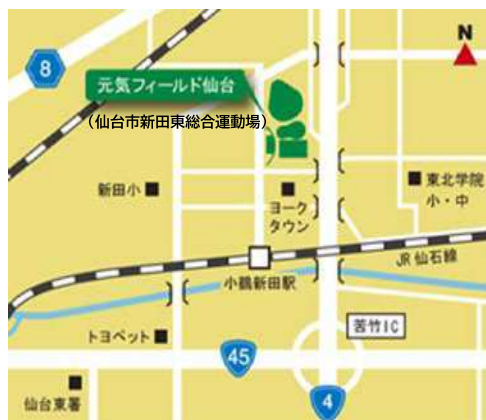 N
8
元気フィールド仙台
(仙台市新田東総合運動場)
新田小
ヨーク
タウン
東北学院
小・中
JR仙石線
小鶴新田駅
苦竹IC
トヨペット
45
仙台東署
4